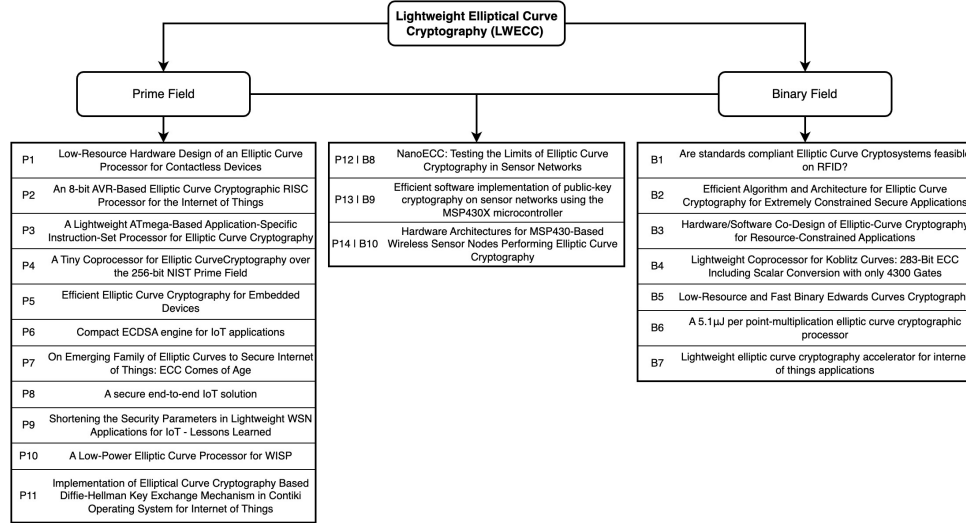 Lightweight Elliptical Curve
Cryptography (LWECC)
Prime Field
Binary Field
P1 Low-Resource Hardware Design of an Elliptic Curve
Processor for Contactless Devices
P2 An 8-bit AVR-Based Elliptic Curve Cryptographic RISC
Processor for the Internet of Things
P3 A Lightweight ATmega-Based Application-Specific
Instruction-Set Processor for Elliptic Curve Cryptography
P4 A Tiny Coprocessor for Elliptic CurveCryptography over
the 256-bit NIST Prime Field
P5 Efficient Elliptic Curve Cryptography for Embedded
Devices
P6 Compact ECDSA engine for IoT applications
P7 On Emerging Family of Elliptic Curves to Secure Internet
of Things: ECC Comes of Age
P8 A secure end-to-end IoT solution
P9 Shortening the Security Parameters in Lightweight WSN
Applications for IoT - Lessons Learned
P10 A Low-Power Elliptic Curve Processor for WISP
P11 Implementation of Elliptical Curve Cryptography Based
Diffie-Hellman Key Exchange Mechanism in Contiki
Operating System for Internet of Things
P12 | B8 NanoECC: Testing the Limits of Elliptic Curve
Cryptography in Sensor Networks
P13 | B9 Efficient software implementation of public-key
cryptography on sensor networks using the
MSP430X microcontroller
P14 | B10 Hardware Architectures for MSP430-Based
Wireless Sensor Nodes Performing Elliptic Curve
Cryptography
B1 Are standards compliant Elliptic Curve Cryptosystems feasible
on RFID?
B2 Efficient Algorithm and Architecture for Elliptic Curve
Cryptography for Extremely Constrained Secure Applications
B3 Hardware/Software Co-Design of Elliptic-Curve Cryptography
for Resource-Constrained Applications
B4 Lightweight Coprocessor for Koblitz Curves: 283-Bit ECC
Including Scalar Conversion with only 4300 Gates
B5 Low-Resource and Fast Binary Edwards Curves Cryptograph
B6 A 5.1μJ per point-multiplication elliptic curve cryptographic
processor
B7 Lightweight elliptic curve cryptography accelerator for internet
of things applications